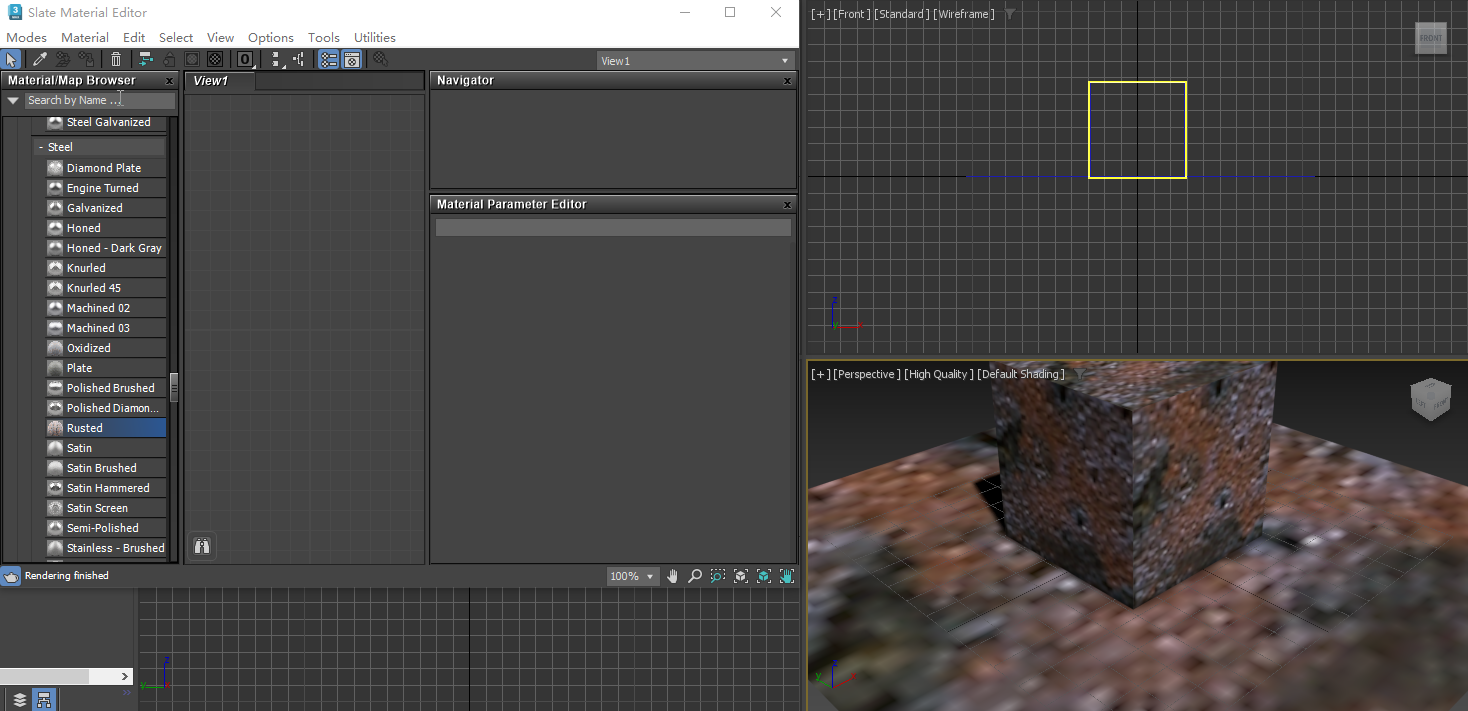 Slate Material Editor
Modes Material Edit Select View Options Tools Utilities
0
View1
Material/Map Browser x
Search by Name ...
Steel Galvanized
- Steel
Diamond Plate
Engine Turned
Galvanized
Honed
Honed - Dark Gray
Knurled
Knurled 45
Machined 02
Machined 03
Oxidized
Plate
Polished Brushed
Polished Diamon...
Rusted
Satin
Satin Brushed
Satin Hammered
Satin Screen
Semi-Polished
Stainless - Brushed
View1
Navigator x
Material Parameter Editor x
Rendering finished
100%
z
y
[+] [Front ] [Standard ] [Wireframe ]
FRONT
z
y x
[+] [Perspective ] [High Quality ] [Default Shading ]
LEFT FRONT
z
y x